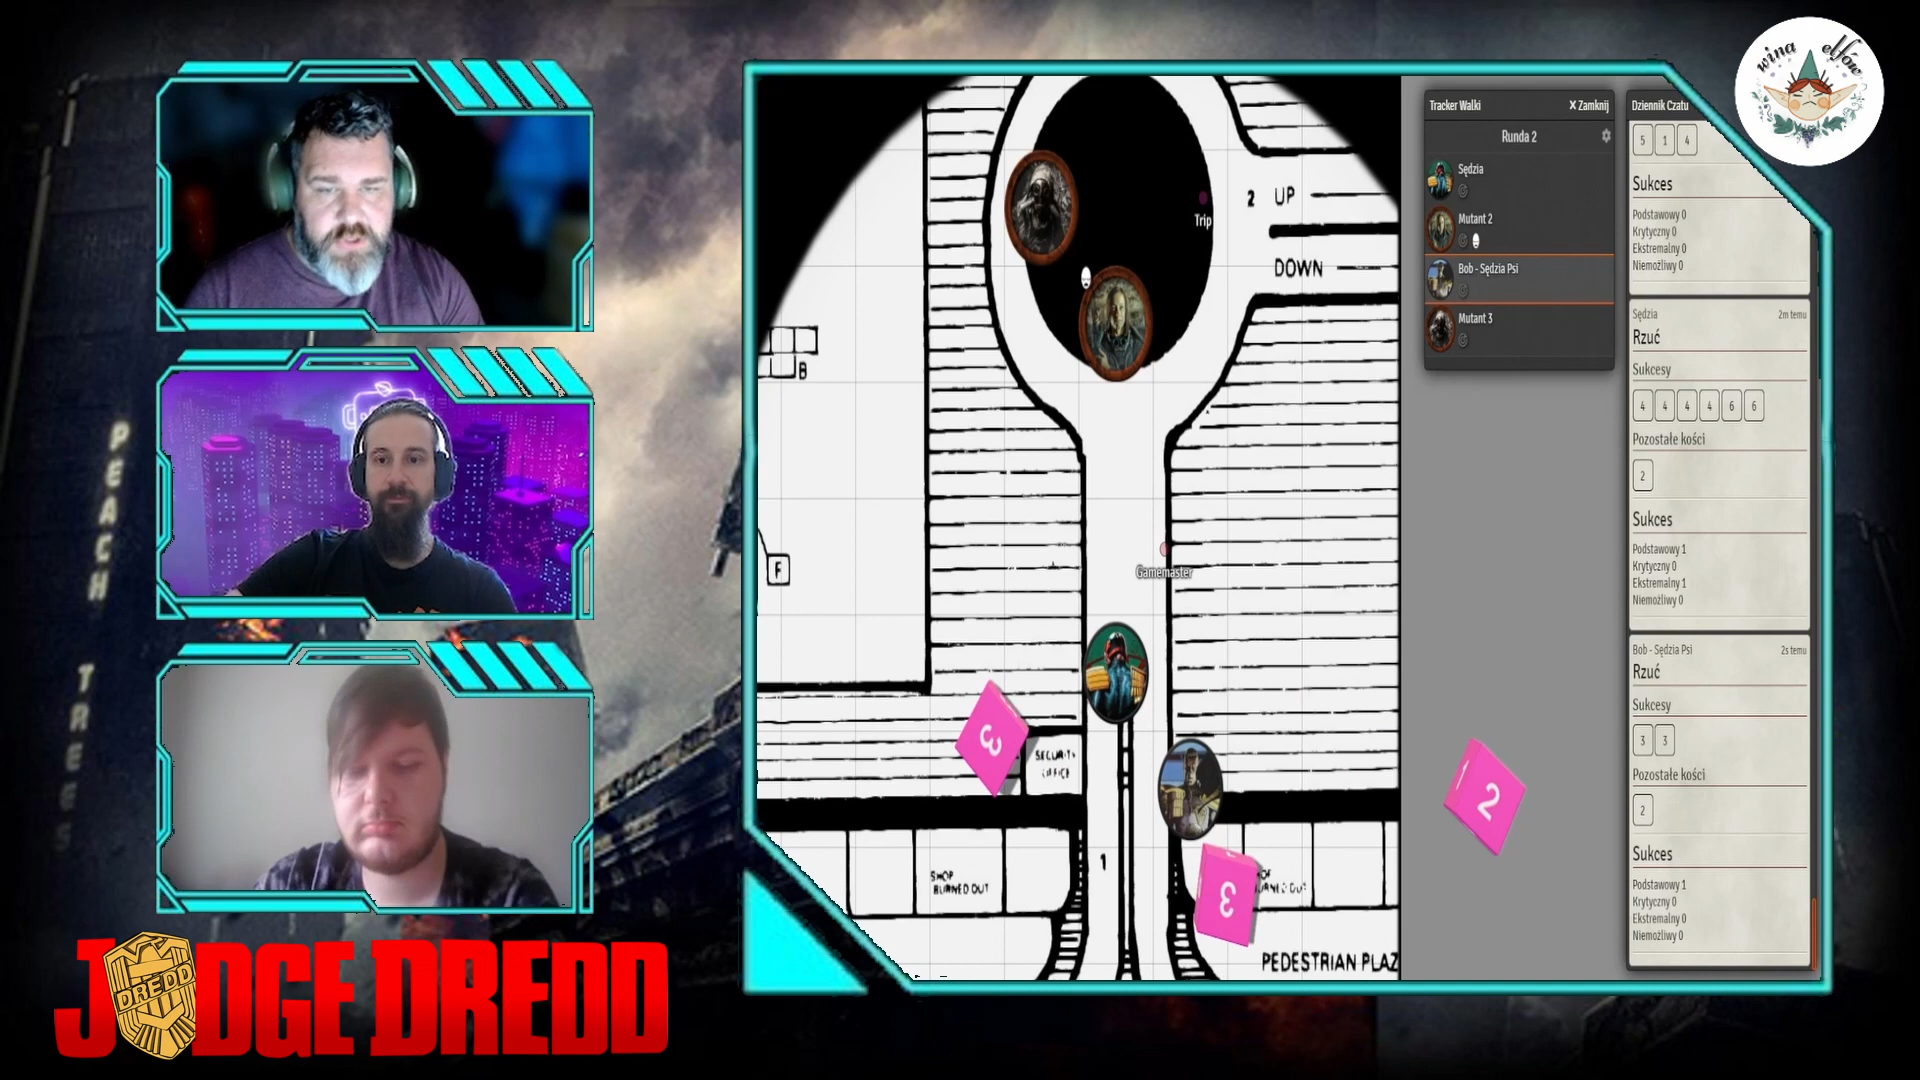 wina elfów
PEACH TREES
JUDGE DREDD
DREDD
2 UP
DOWN
Trip
B
F
Gamemaster
SECURITY
OFFICE
3
2
3
1
SHOP
BURNED OUT
PEDESTRIAN PLAZ
Tracker Walki
X Zamknij
Runda 2
Sędzia
Mutant 2
Bob - Sędzia Psi
Mutant 3
Dziennik Czatu
5 1 4
Sukces
Podstawowy 0
Krytyczny 0
Ekstremalny 0
Niemożliwy 0
Sędzia 2m temu
Rzuć
Sukcesy
4 4 4 4 6 6
Pozostałe kości
2
Sukces
Podstawowy 1
Krytyczny 0
Ekstremalny 1
Niemożliwy 0
Bob - Sędzia Psi 2s temu
Rzuć
Sukcesy
3 3
Pozostałe kości
2
Sukces
Podstawowy 1
Krytyczny 0
Ekstremalny 0
Niemożliwy 0